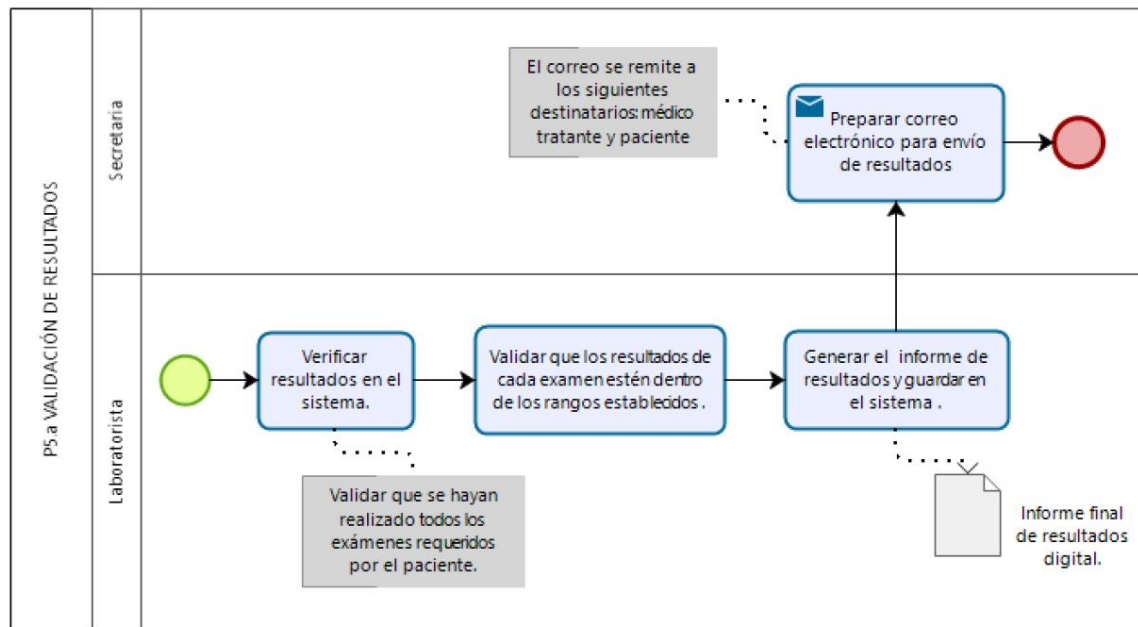 P5.a VALIDACIÓN DE RESULTADOS
Secretaria
El correo se remite a
los siguientes
destinatarios: médico
tratante y paciente
Preparar correo
electrónico para envío
de resultados
Laboratorista
Verificar
resultados en el
sistema.
Validar que los resultados de
cada examen estén dentro
de los rangos establecidos .
Generar el informe de
resultados y guardar en
el sistema .
Validar que se hayan
realizado todos los
exámenes requeridos
por el paciente.
Informe final
de resultados
digital.